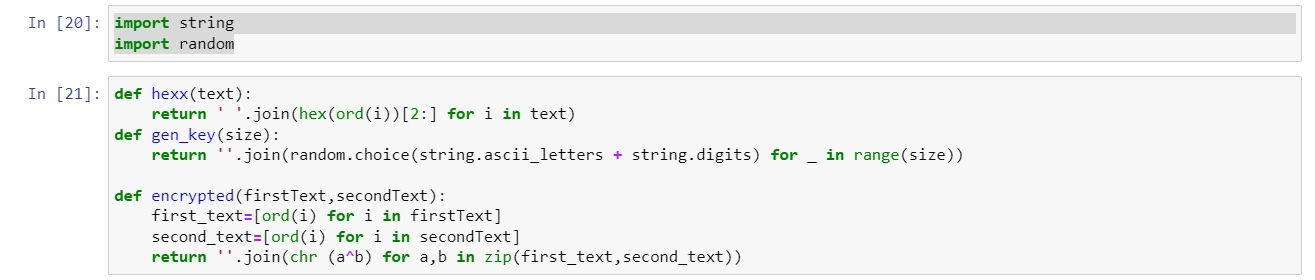 In [20]: import string
import random
In [21]: def hexx(text):
    return ' '.join(hex(ord(i))[2:] for i in text)
def gen_key(size):
    return ''.join(random.choice(string.ascii_letters + string.digits) for _ in range(size))

def encrypted(firstText,secondText):
    first_text=[ord(i) for i in firstText]
    second_text=[ord(i) for i in secondText]
    return ''.join(chr (a^b) for a,b in zip(first_text,second_text))